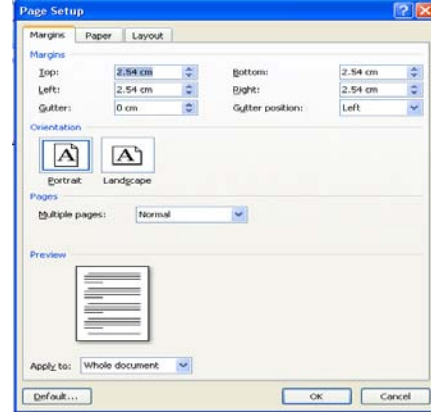 Page Setup
Margins Paper Layout
Margins
Top: 2.54 cm Bottom: 2.54 cm
Left: 2.54 cm Right: 2.54 cm
Gutter: 0 cm Gutter position: Left
Orientation
A A
Portrait Landscape
Pages
Multiple pages: Normal
Preview
Apply to: Whole document
Default... OK Cancel